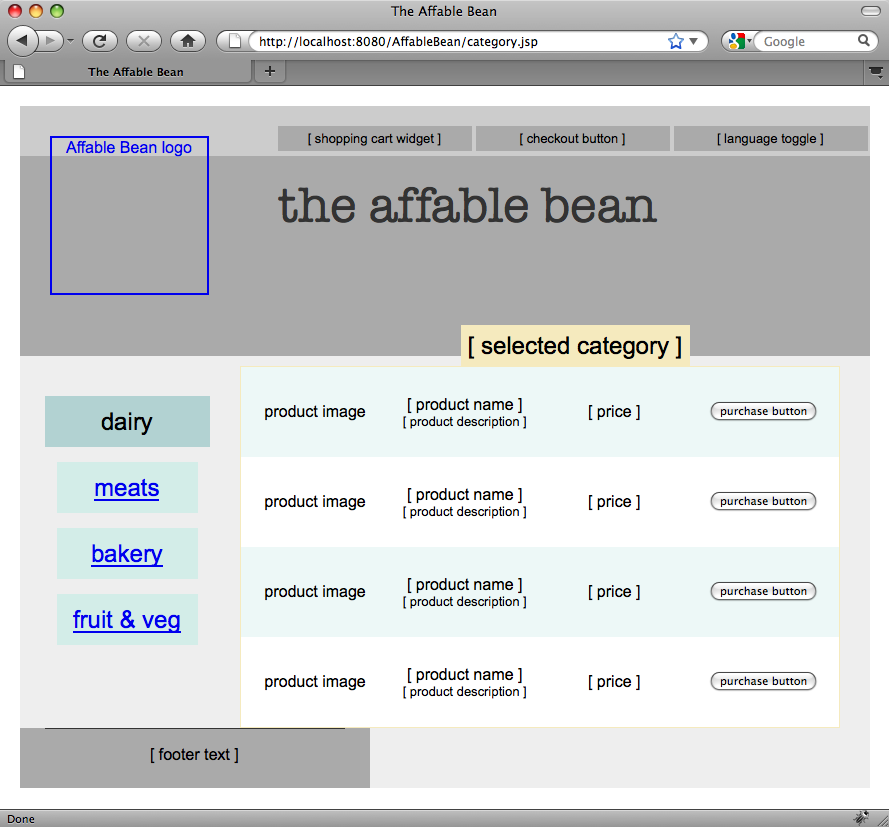 The Affable Bean
http://localhost:8080/AffableBean/category.jsp
Google
The Affable Bean
Affable Bean logo
[ shopping cart widget ]
[ checkout button ]
[ language toggle ]
the affable bean
[ selected category ]
dairy
meats
bakery
fruit & veg
product image
[ product name ]
[ product description ]
[ price ]
purchase button
product image
[ product name ]
[ product description ]
[ price ]
purchase button
product image
[ product name ]
[ product description ]
[ price ]
purchase button
product image
[ product name ]
[ product description ]
[ price ]
purchase button
[ footer text ]
Done